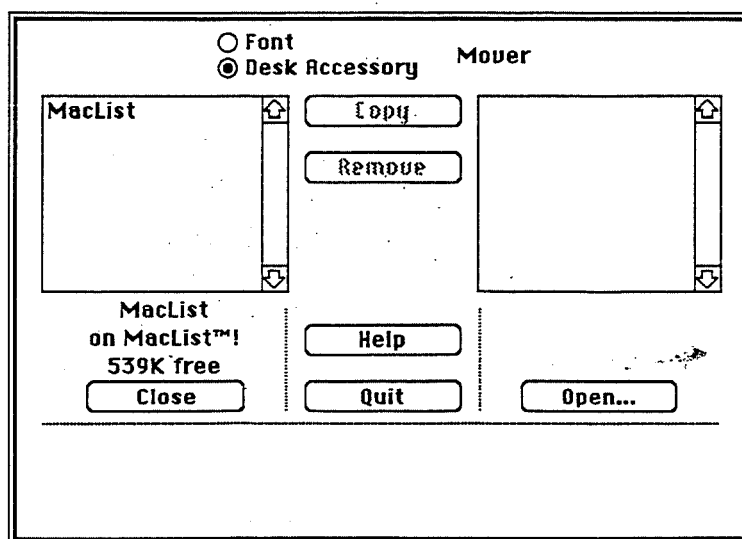 Font
Desk Accessory
Mover
MacList
Copy
Remove
MacList
on MacList™!
539K free
Close
Help
Quit
Open...